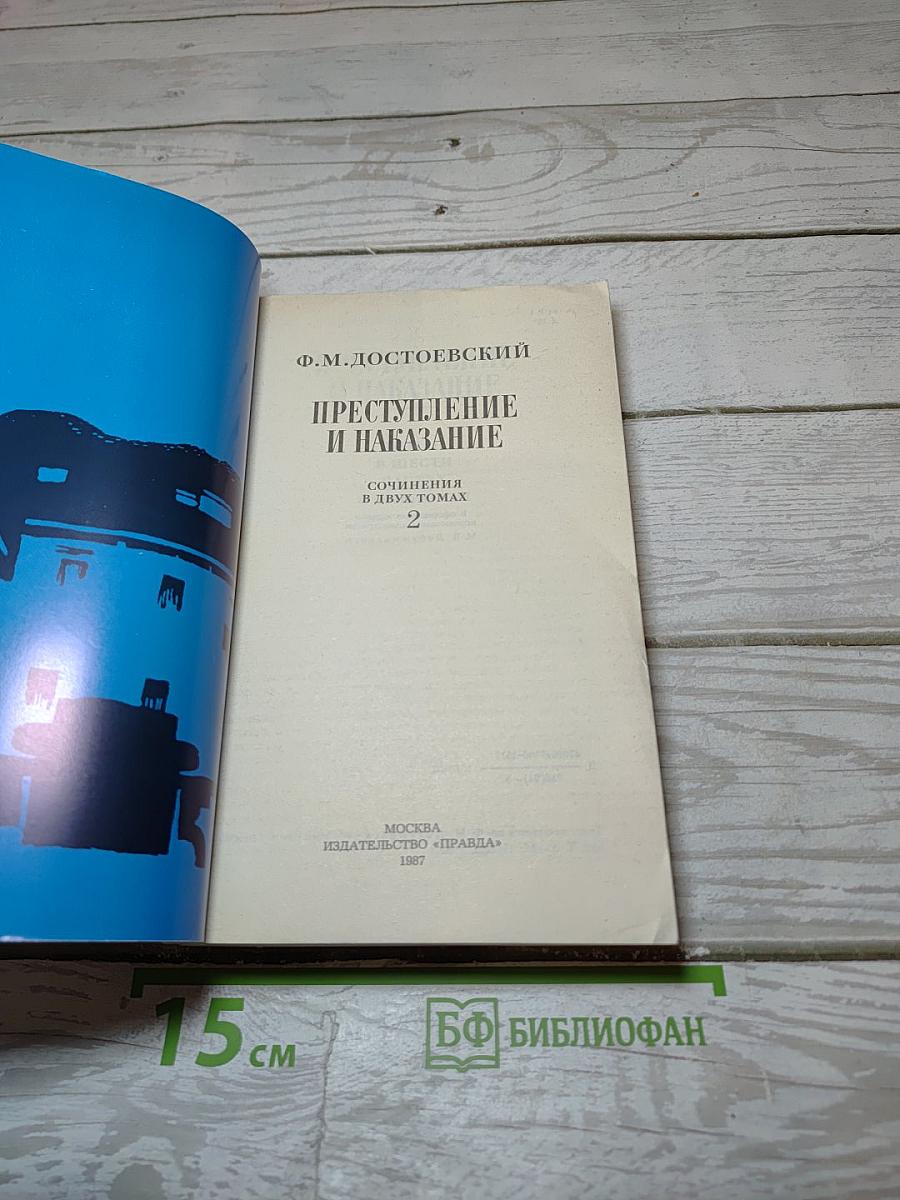 Ф.М.ДОСТОЕВСКИЙ
ПРЕСТУПЛЕНИЕ
И НАКАЗАНИЕ
СОЧИНЕНИЯ
В ДВУХ ТОМАХ
2
МОСКВА
ИЗДАТЕЛЬСТВО «ПРАВДА»
1987
15 см
БФ БИБЛИОФАН